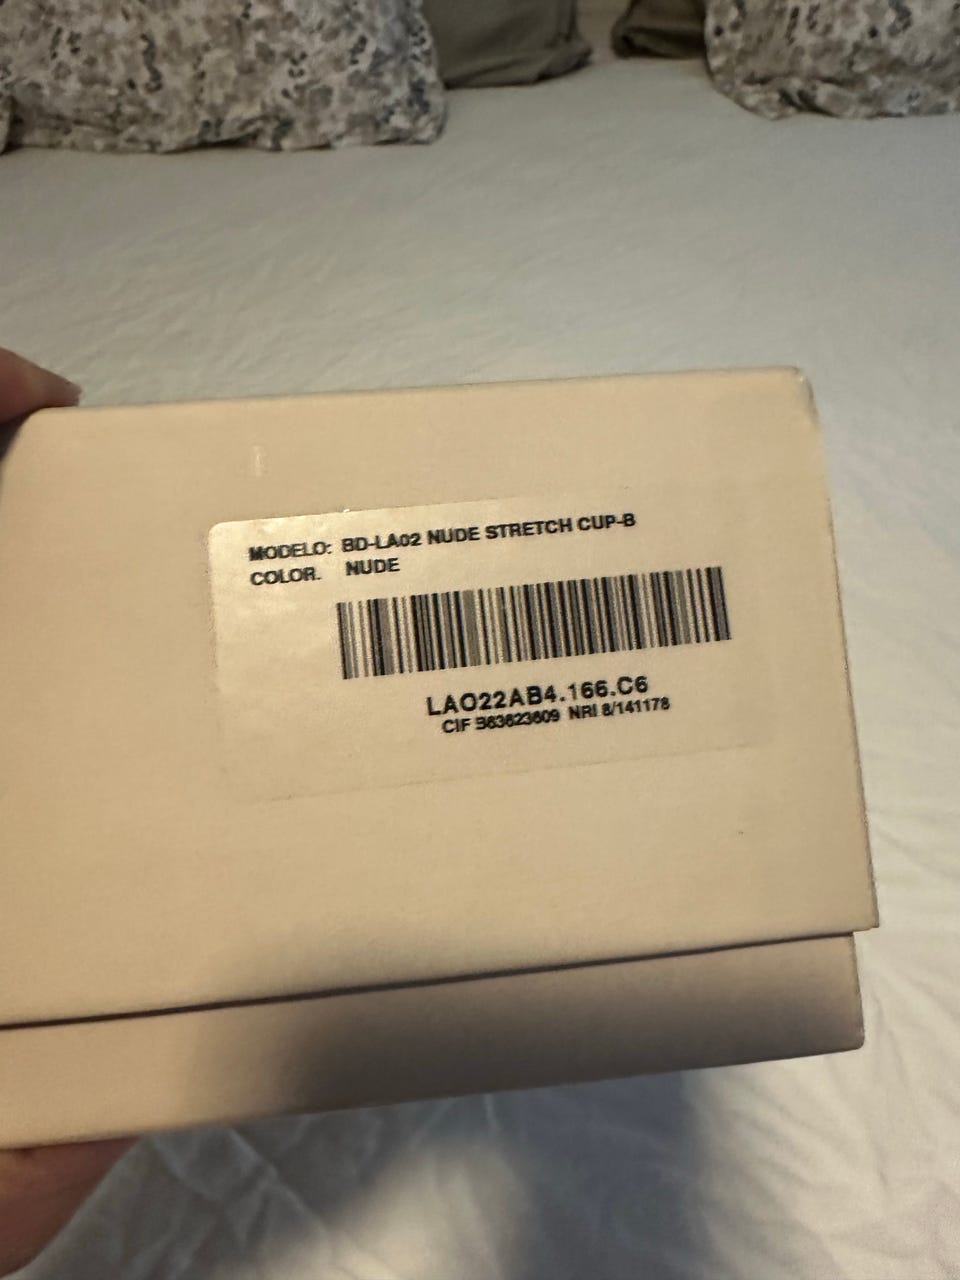 MODELO: BD-LA02 NUDE STRETCH CUP-B
COLOR. NUDE
LAO22AB4.166.C6
CIF B63623609 NRI 8/141178